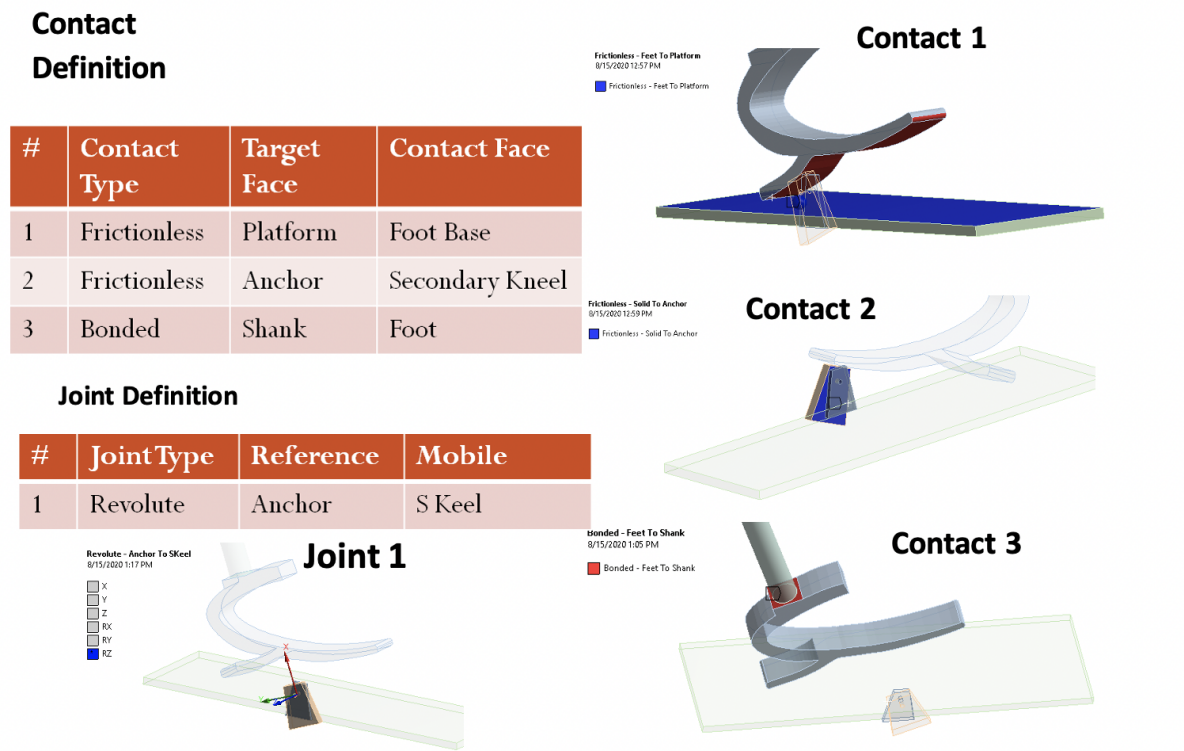 Contact
Definition
# Contact Type Target Face Contact Face
1 Frictionless Platform Foot Base
2 Frictionless Anchor Secondary Kneel
3 Bonded Shank Foot
Joint Definition
# Joint Type Reference Mobile
1 Revolute Anchor S Keel
Revolute - Anchor To SKeel
8/15/2020 1:17 PM
X
Y
Z
RX
RY
RZ
Joint 1
X
Y
Frictionless - Feet To Platform
8/15/2020 12:57 PM
Frictionless - Feet To Platform
Contact 1
Frictionless - Solid To Anchor
8/15/2020 12:59 PM
Frictionless - Solid To Anchor
Contact 2
Bonded - Feet To Shank
8/15/2020 1:05 PM
Bonded - Feet To Shank
Contact 3